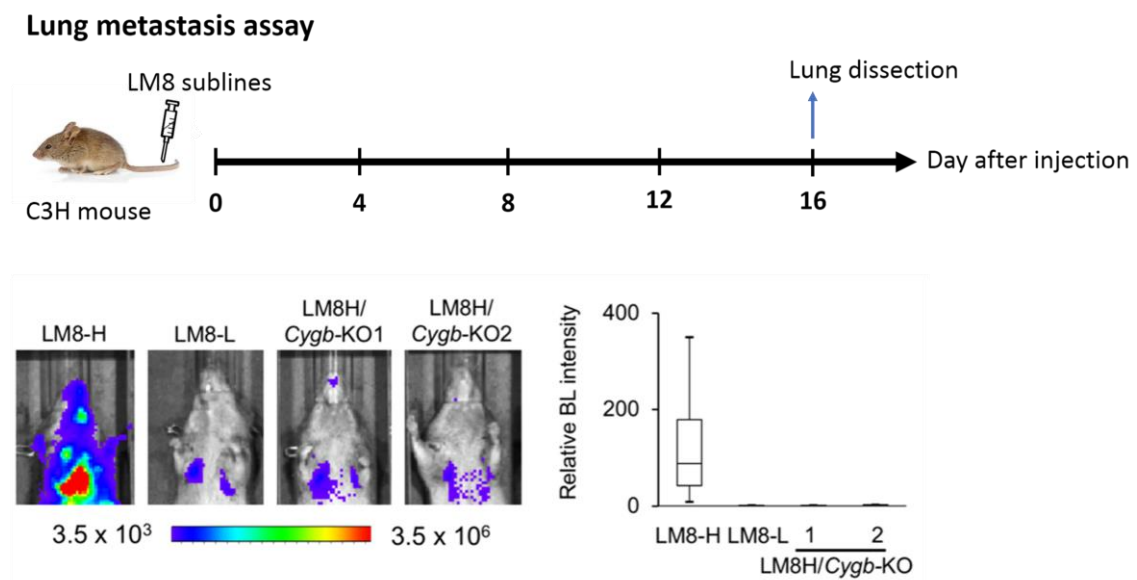 Lung metastasis assay
LM8 sublines
Lung dissection
Day after injection
C3H mouse
0 4 8 12 16
LM8-H
LM8-L
LM8H/
Cygb-KO1
LM8H/
Cygb-KO2
3.5 x 10³
3.5 x 10⁶
Relative BL intensity
400
200
0
LM8-H LM8-L 1 2
LM8H/Cygb-KO